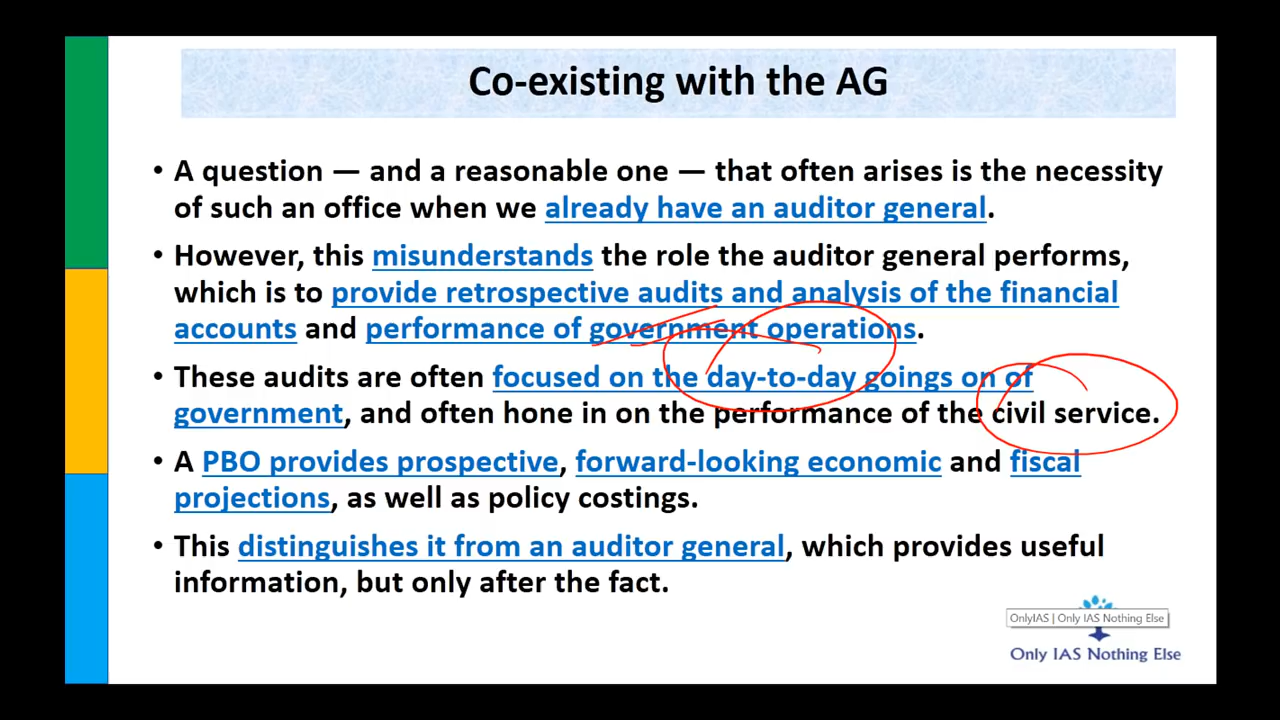 Co-existing with the AG
• A question — and a reasonable one — that often arises is the necessity
of such an office when we already have an auditor general.
• However, this misunderstands the role the auditor general performs,
which is to provide retrospective audits and analysis of the financial
accounts and performance of government operations.
• These audits are often focused on the day-to-day goings on of
government, and often hone in on the performance of the civil service.
• A PBO provides prospective, forward-looking economic and fiscal
projections, as well as policy costings.
• This distinguishes it from an auditor general, which provides useful
information, but only after the fact.
OnlyIAS | Only IAS Nothing Else
Only IAS Nothing Else